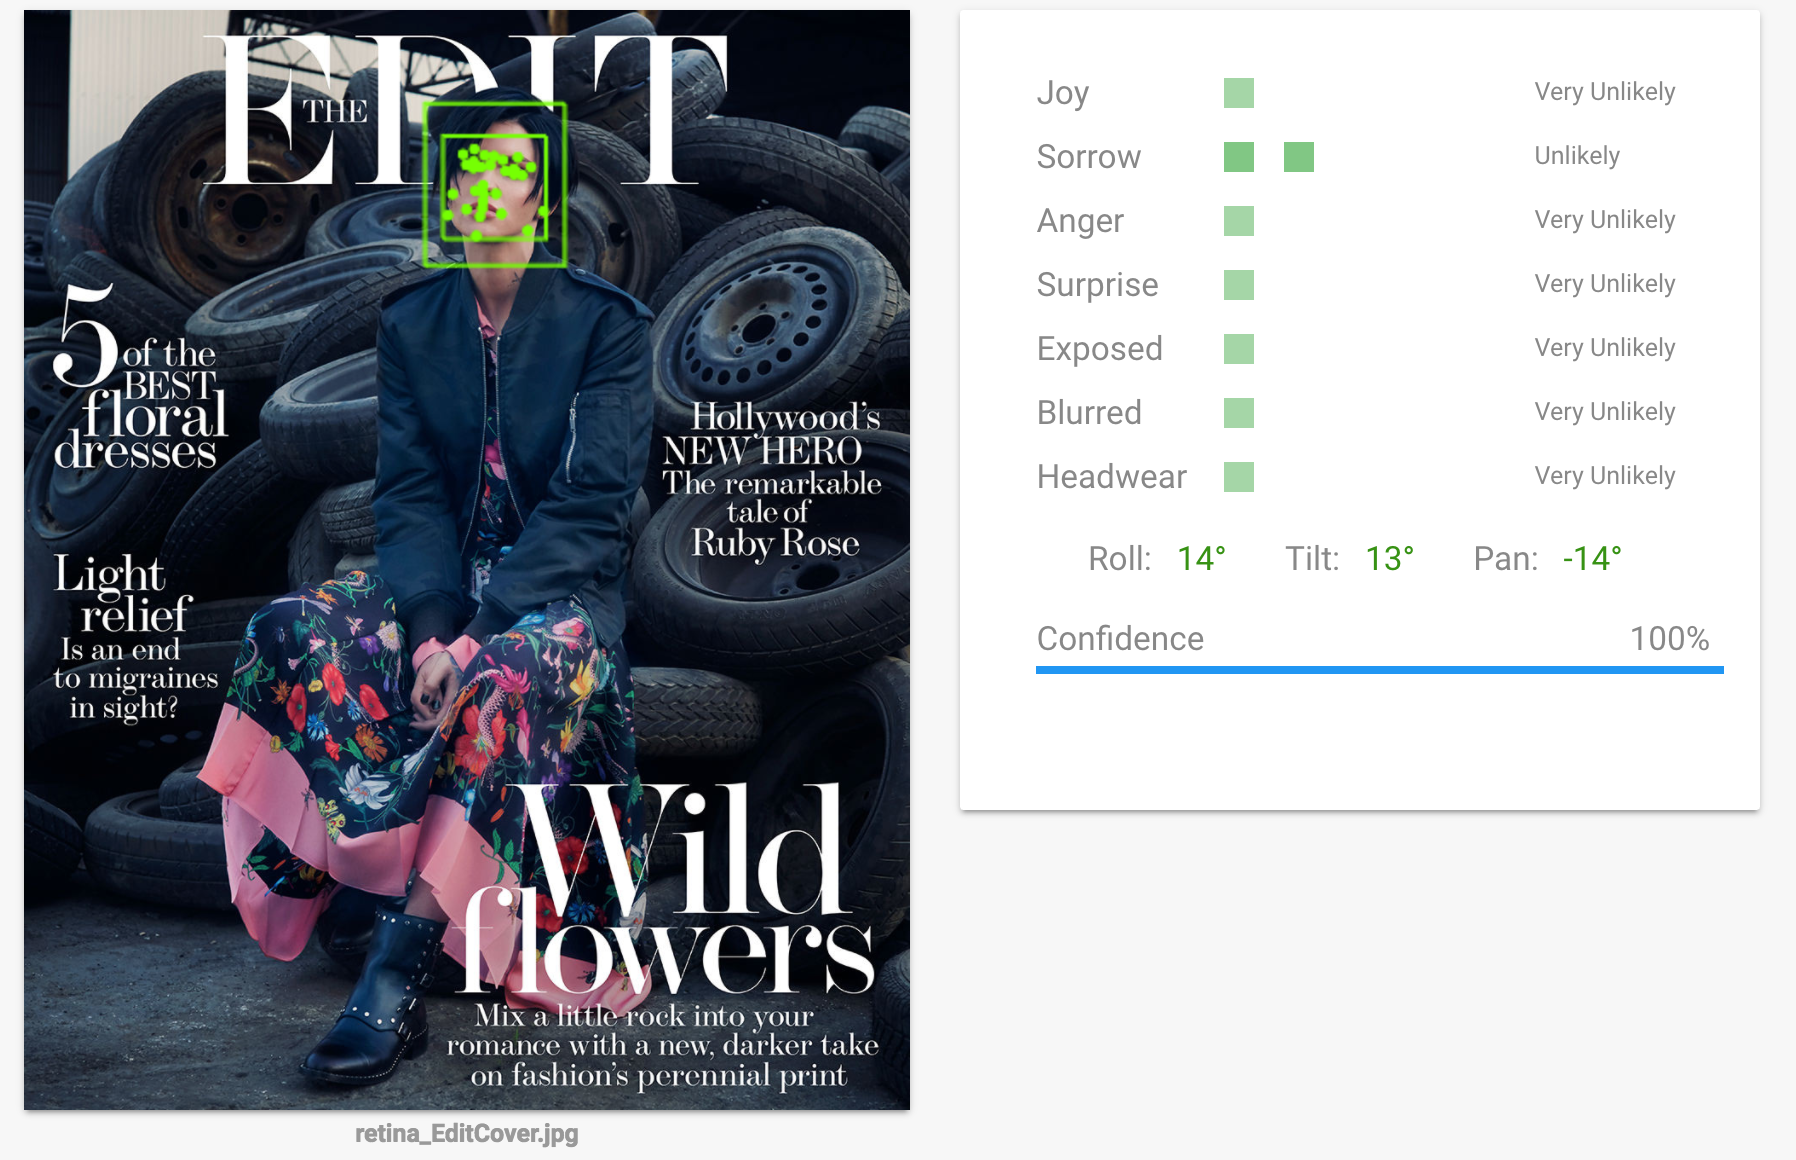 THE EDIT
5 of the
BEST
floral
dresses
Hollywood's
NEW HERO
The remarkable
tale of
Ruby Rose
Light
relief
Is an end
to migraines
in sight?
Wild
flowers
Mix a little rock into your
romance with a new, darker take
on fashion's perennial print
retina_EditCover.jpg
Joy Very Unlikely
Sorrow Unlikely
Anger Very Unlikely
Surprise Very Unlikely
Exposed Very Unlikely
Blurred Very Unlikely
Headwear Very Unlikely
Roll: 14° Tilt: 13° Pan: -14°
Confidence 100%